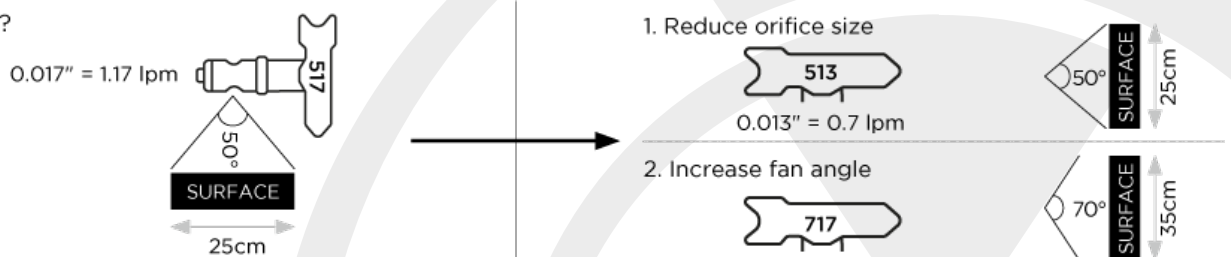 ?
0.017" = 1.17 lpm
517
50°
SURFACE
25cm
1. Reduce orifice size
513
0.013" = 0.7 lpm
50°
SURFACE
25cm
2. Increase fan angle
717
70°
SURFACE
35cm